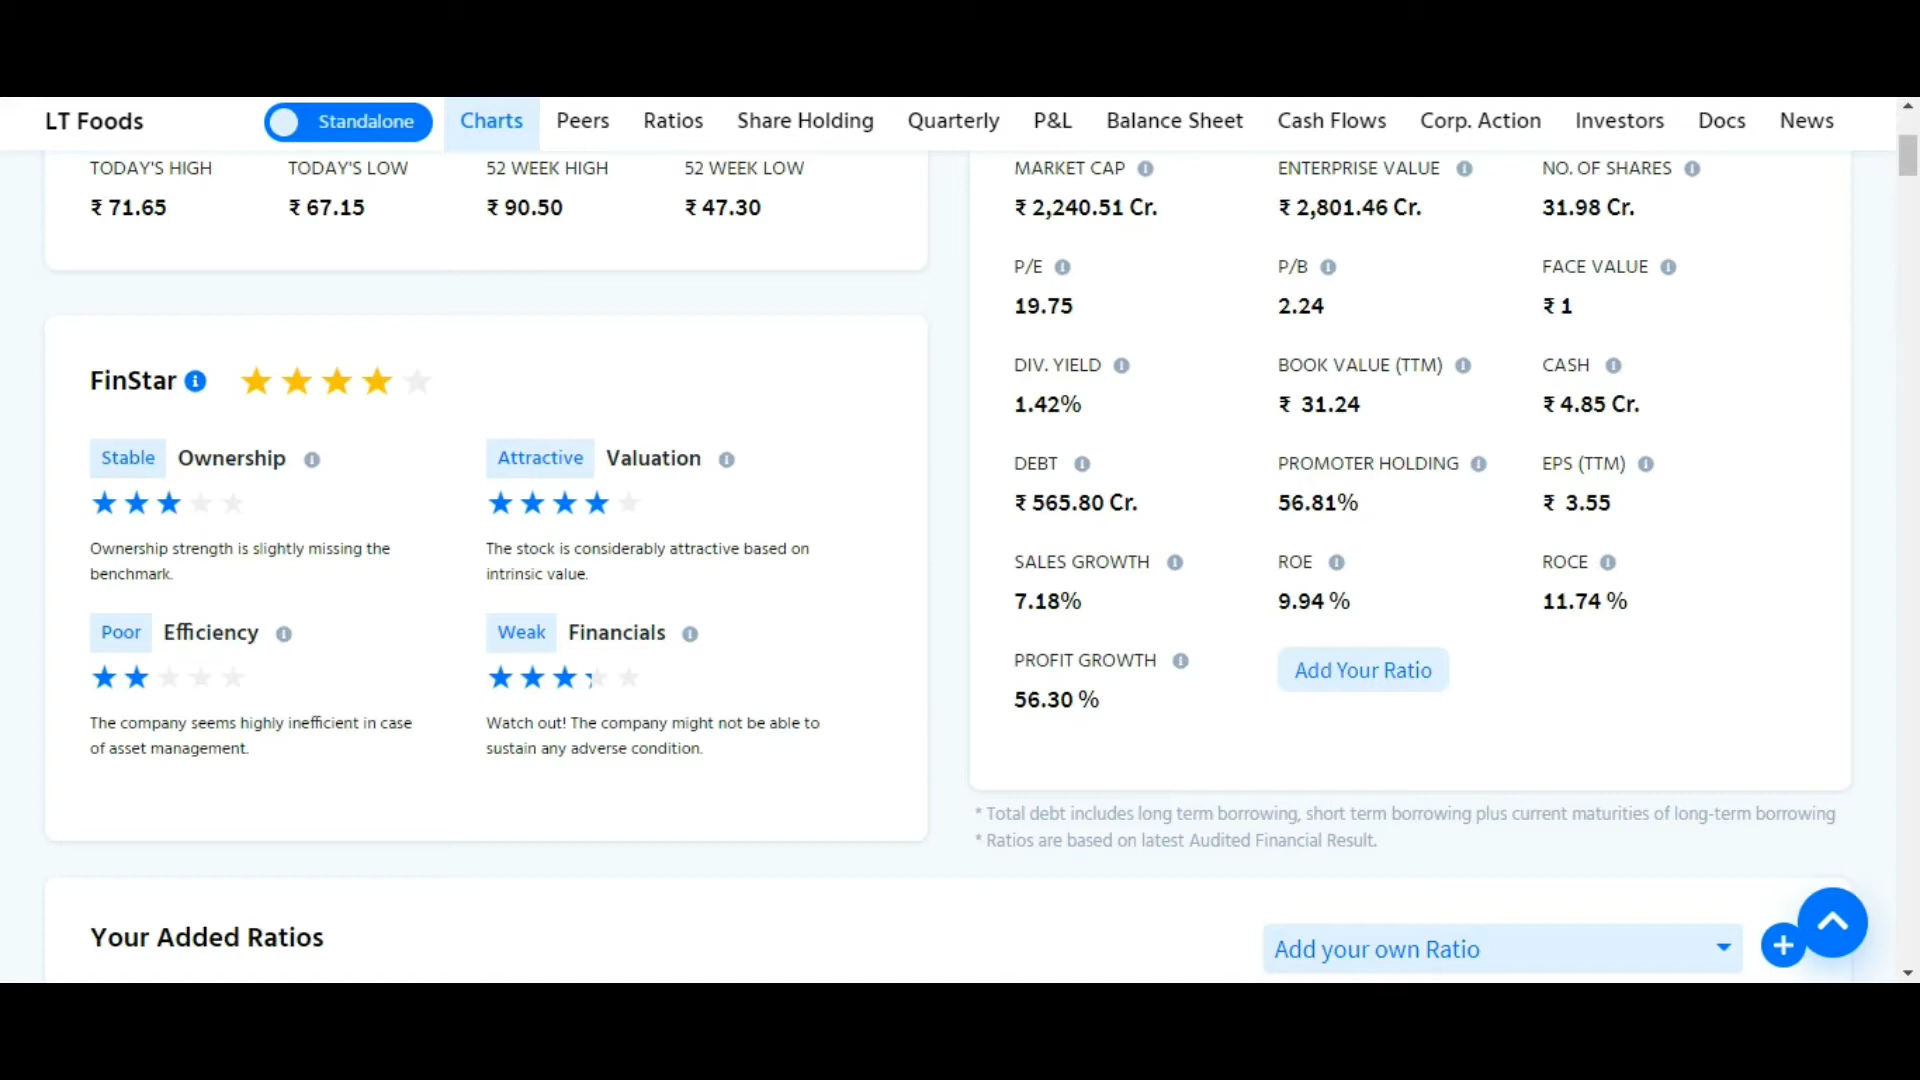 LT Foods
Standalone
Charts
Peers
Ratios
Share Holding
Quarterly
P&L
Balance Sheet
Cash Flows
Corp. Action
Investors
Docs
News
TODAY'S HIGH
₹ 71.65
TODAY'S LOW
₹ 67.15
52 WEEK HIGH
₹ 90.50
52 WEEK LOW
₹ 47.30
FinStar
Stable Ownership
Ownership strength is slightly missing the
benchmark.
Attractive Valuation
The stock is considerably attractive based on
intrinsic value.
Poor Efficiency
The company seems highly inefficient in case
of asset management.
Weak Financials
Watch out! The company might not be able to
sustain any adverse condition.
MARKET CAP
₹ 2,240.51 Cr.
ENTERPRISE VALUE
₹ 2,801.46 Cr.
NO. OF SHARES
31.98 Cr.
P/E
19.75
P/B
2.24
FACE VALUE
₹ 1
DIV. YIELD
1.42%
BOOK VALUE (TTM)
₹ 31.24
CASH
₹ 4.85 Cr.
DEBT
₹ 565.80 Cr.
PROMOTER HOLDING
56.81%
EPS (TTM)
₹ 3.55
SALES GROWTH
7.18%
ROE
9.94 %
ROCE
11.74 %
PROFIT GROWTH
56.30 %
Add Your Ratio
* Total debt includes long term borrowing, short term borrowing plus current maturities of long-term borrowing
* Ratios are based on latest Audited Financial Result.
Your Added Ratios
Add your own Ratio